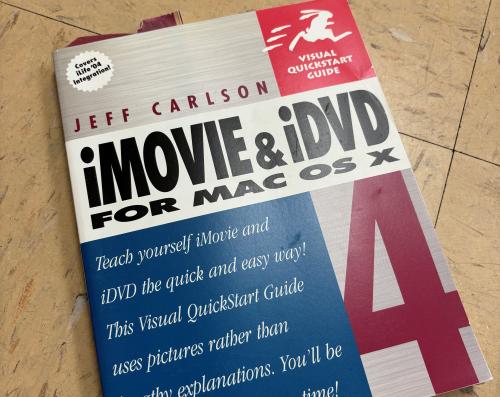 Covers
iLife '04
Integration!
VISUAL
QUICKSTART
GUIDE
JEFF CARLSON
iMOVIE & iDVD
FOR MAC OS X
4
Teach yourself iMovie and
iDVD the quick and easy way!
This Visual QuickStart Guide
uses pictures rather than
explanations. You'll be
time!